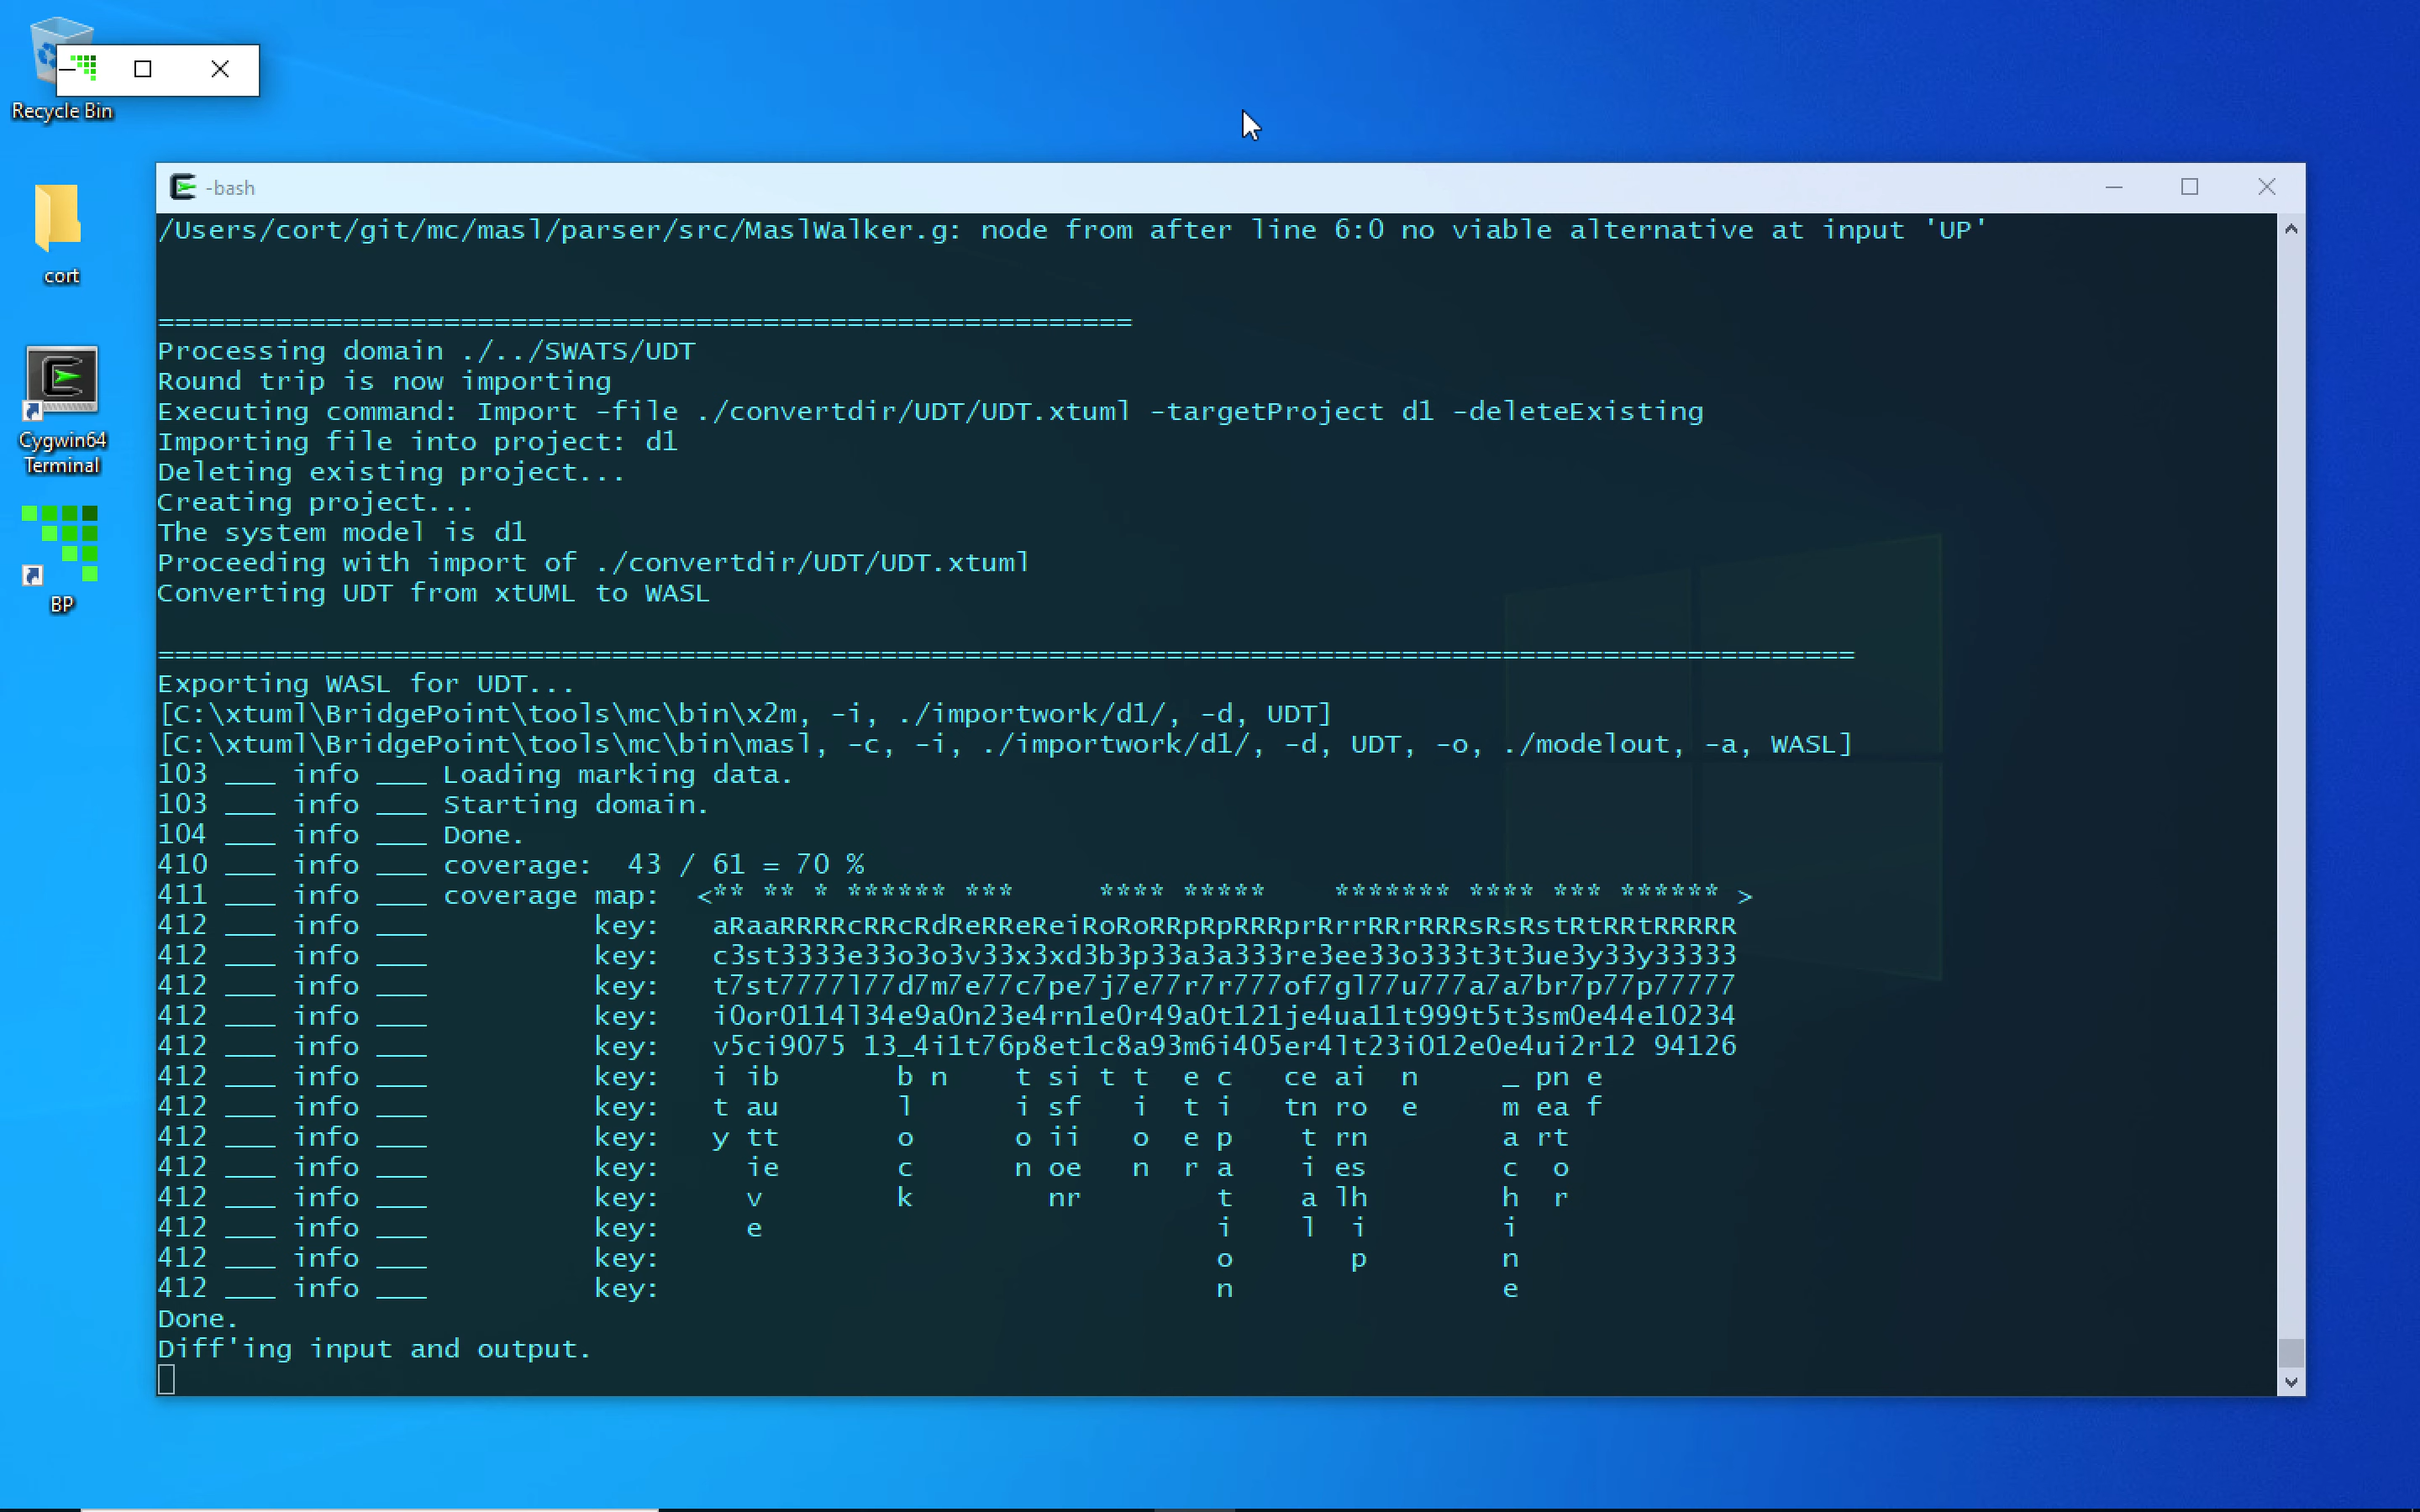 Recycle Bin
cort
Cygwin64
Terminal
BP
-bash
/Users/cort/git/mc/masl/parser/src/MaslWalker.g: node from after line 6:0 no viable alternative at input 'UP'
==========================================================
Processing domain ./../SWATS/UDT
Round trip is now importing
Executing command: Import -file ./convertdir/UDT/UDT.xtuml -targetProject d1 -deleteExisting
Importing file into project: d1
Deleting existing project...
Creating project...
The system model is d1
Proceeding with import of ./convertdir/UDT/UDT.xtuml
Converting UDT from xtUML to WASL
=====================================================================================================
Exporting WASL for UDT...
[C:\xtuml\BridgePoint\tools\mc\bin\x2m, -i, ./importwork/d1/, -d, UDT]
[C:\xtuml\BridgePoint\tools\mc\bin\masl, -c, -i, ./importwork/d1/, -d, UDT, -o, ./modelout, -a, WASL]
103 ___ info ___ Loading marking data.
103 ___ info ___ Starting domain.
104 ___ info ___ Done.
410 ___ info ___ coverage:  43 / 61 = 70 %
411 ___ info ___ coverage map:  <** ** * ****** ***     **** *****    ******* **** *** ****** >
412 ___ info ___          key:   aRaaRRRRcRRcRdReRReReiRoRoRRpRpRRRprRrrRRrRRRsRsRstRtRRtRRRRR
412 ___ info ___          key:   c3st3333e33o3o3v33x3xd3b3p33a3a333re3ee33o333t3t3ue3y33y33333
412 ___ info ___          key:   t7st7777l77d7m7e77c7pe7j7e77r7r777of7gl77u777a7a7br7p77p77777
412 ___ info ___          key:   i0or0114l34e9a0n23e4rn1e0r49a0t121je4ua11t999t5t3sm0e44e10234
412 ___ info ___          key:   v5ci9075 13_4i1t76p8et1c8a93m6i405er4lt23i012e0e4ui2r12 94126
412 ___ info ___          key:   i ib       b n    t si t t  e c   ce ai  n     _ pn e
412 ___ info ___          key:   t au       l      i sf   i  t i   tn ro  e     m ea f
412 ___ info ___          key:   y tt       o      o ii   o  e p    t rn        a rt
412 ___ info ___          key:     ie       c      n oe   n  r a    i es        c  o
412 ___ info ___          key:     v        k        nr        t    a lh        h  r
412 ___ info ___          key:     e                           i    l  i        i
412 ___ info ___          key:                                 o       p        n
412 ___ info ___          key:                                 n                e
Done.
Diff'ing input and output.